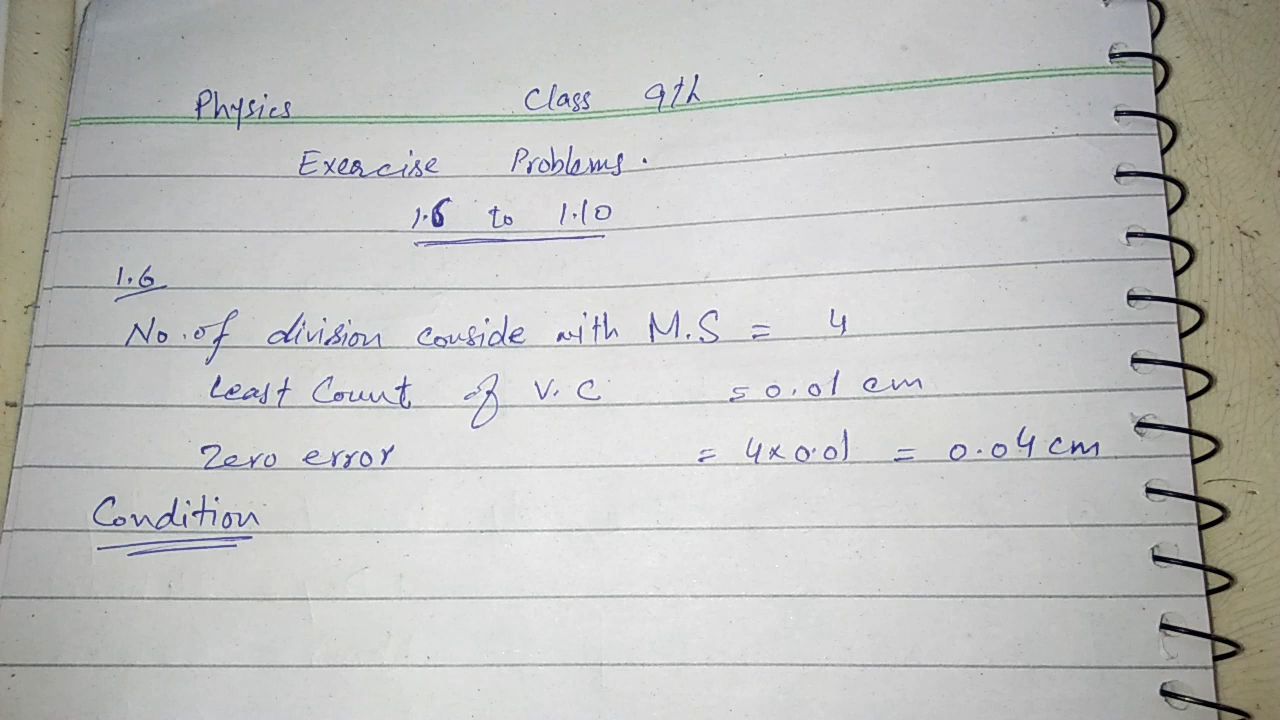 Physics Class 9th
Exercise Problems.
1.6 to 1.10
1.6
No. of division conside with M.S = 4
Least Count of V.C = 0.01 cm
Zero error = 4x0.01 = 0.04 cm
Condition